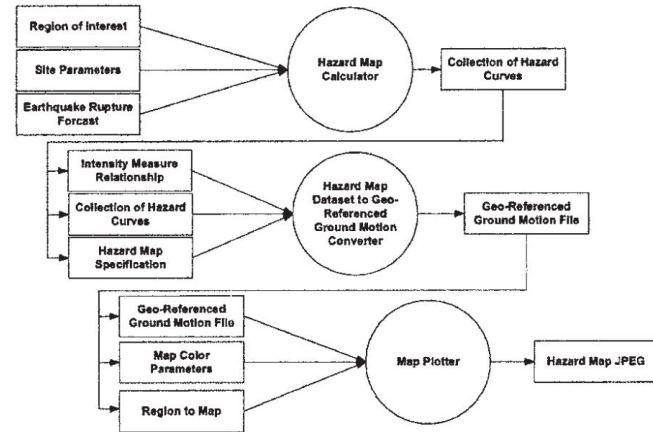 Region of Interest
Site Parameters
Earthquake Rupture
Forcast
Hazard Map
Calculator
Collection of Hazard
Curves
Intensity Measure
Relationship
Collection of Hazard
Curves
Hazard Map
Specification
Hazard Map
Dataset to Geo-
Referenced
Ground Motion
Converter
Geo-Referenced
Ground Motion File
Geo-Referenced
Ground Motion File
Map Color
Parameters
Region to Map
Map Plotter
Hazard Map JPEG